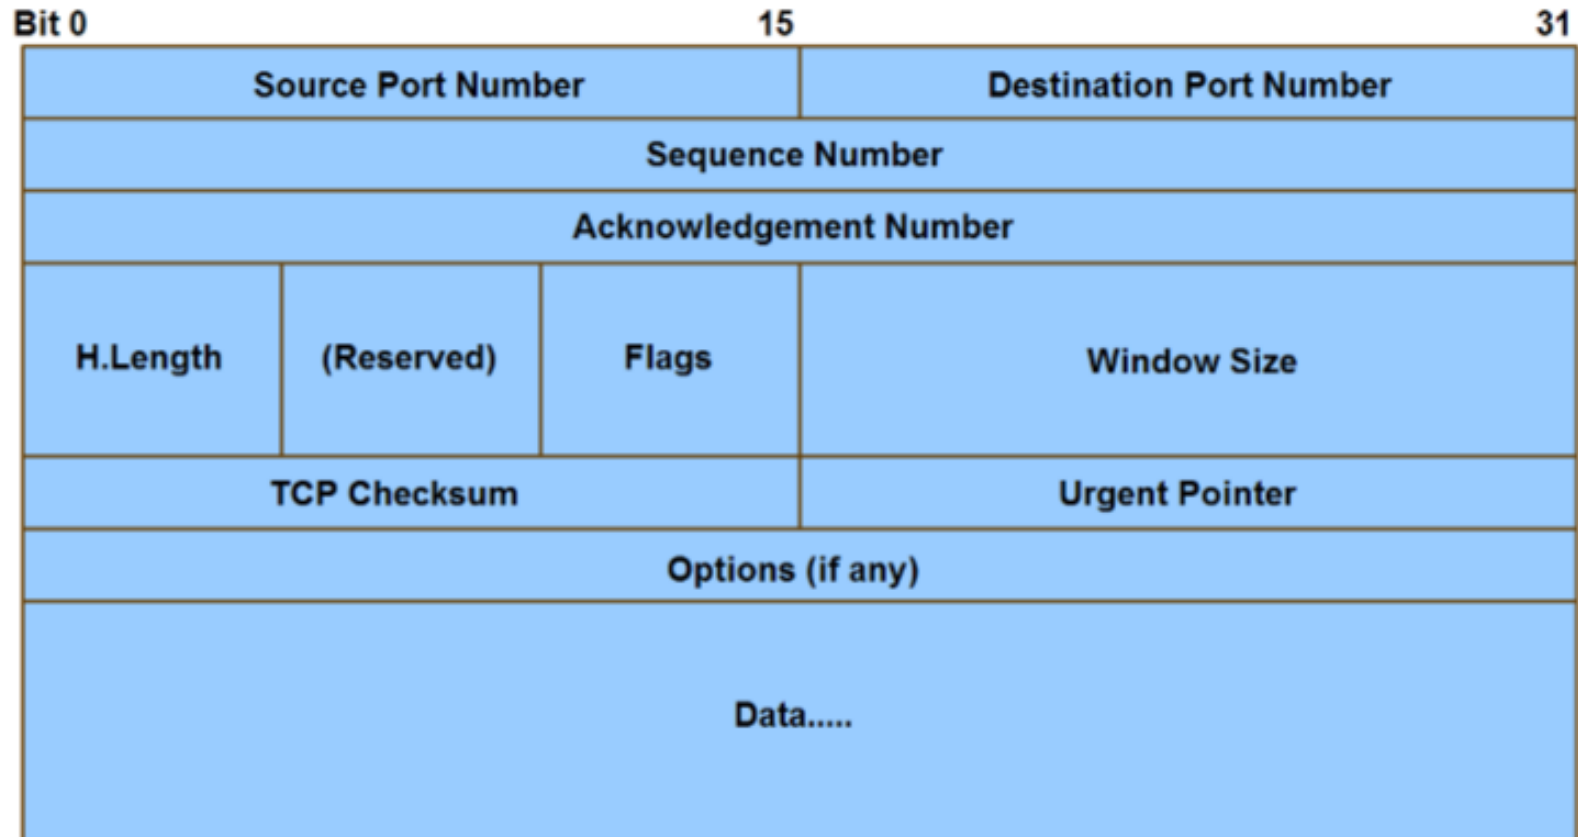 Bit 0 15 31
Source Port Number Destination Port Number
Sequence Number
Acknowledgement Number
H.Length (Reserved) Flags Window Size
TCP Checksum Urgent Pointer
Options (if any)
Data.....